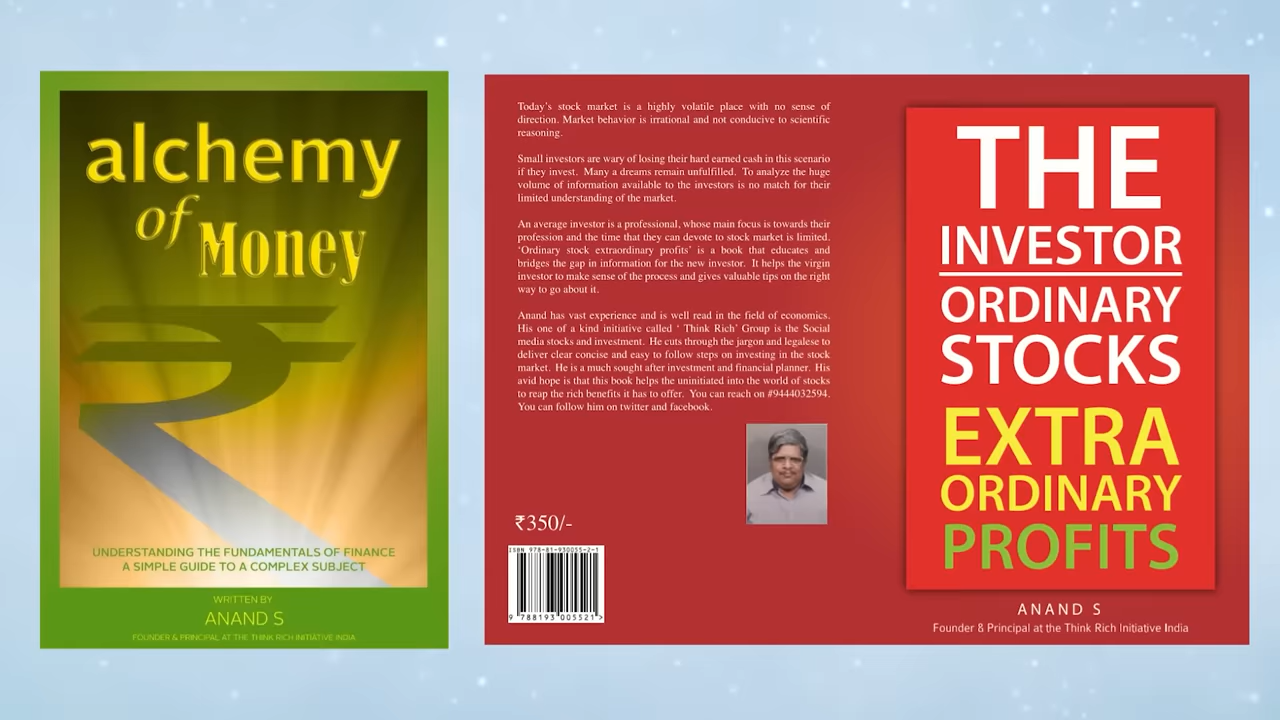 alchemy
of
Money
UNDERSTANDING THE FUNDAMENTALS OF FINANCE
A SIMPLE GUIDE TO A COMPLEX SUBJECT
WRITTEN BY
ANAND S
FOUNDER & PRINCIPAL AT THE THINK RICH INITIATIVE INDIA
Today's stock market is a highly volatile place with no sense of
direction. Market behavior is irrational and not conducive to scientific
reasoning.
Small investors are wary of losing their hard earned cash in this scenario
if they invest. Many a dreams remain unfulfilled. To analyze the huge
volume of information available to the investors is no match for their
limited understanding of the market.
An average investor is a professional, whose main focus is towards their
profession and the time that they can devote to stock market is limited.
'Ordinary stock extraordinary profits' is a book that educates and
bridges the gap in information for the new investor. It helps the virgin
investor to make sense of the process and gives valuable tips on the right
way to go about it.
Anand has vast experience and is well read in the field of economics.
His one of a kind initiative called ' Think Rich' Group is the Social
media stocks and investment. He cuts through the jargon and legalese to
deliver clear concise and easy to follow steps on investing in the stock
market. He is a much sought after investment and financial planner. His
avid hope is that this book helps the uninitiated into the world of stocks
to reap the rich benefits it has to offer. You can reach on #9444032594.
You can follow him on twitter and facebook.
₹350/-
ISBN 978-81-930055-2-1
9 788193 005521 >
THE
INVESTOR
ORDINARY
STOCKS
EXTRA
ORDINARY
PROFITS
ANAND S
Founder & Principal at the Think Rich Initiative India